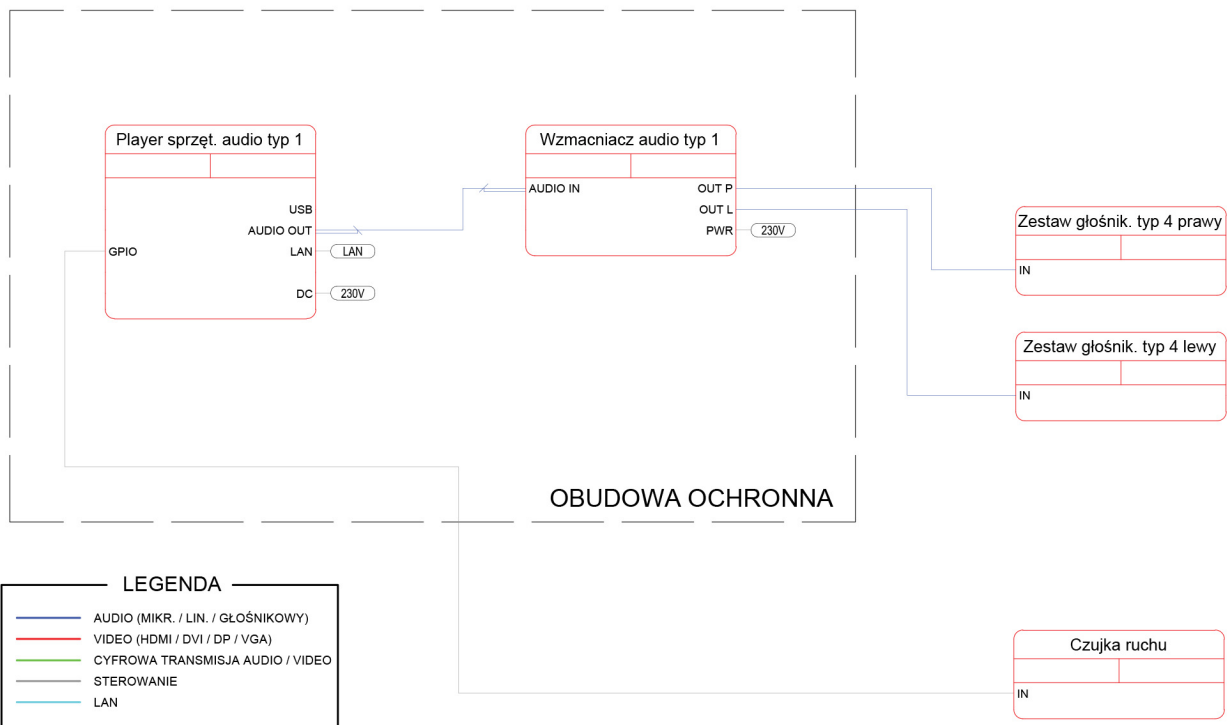 Player sprzęt. audio typ 1
USB
AUDIO OUT
GPIO
LAN
LAN
DC
230V
Wzmacniacz audio typ 1
AUDIO IN
OUT P
OUT L
PWR
230V
Zestaw głośnik. typ 4 prawy
IN
Zestaw głośnik. typ 4 lewy
IN
OBUDOWA OCHRONNA
LEGENDA
AUDIO (MIKR. / LIN. / GŁOŚNIKOWY)
VIDEO (HDMI / DVI / DP / VGA)
CYFROWA TRANSMISJA AUDIO / VIDEO
STEROWANIE
LAN
Czujka ruchu
IN